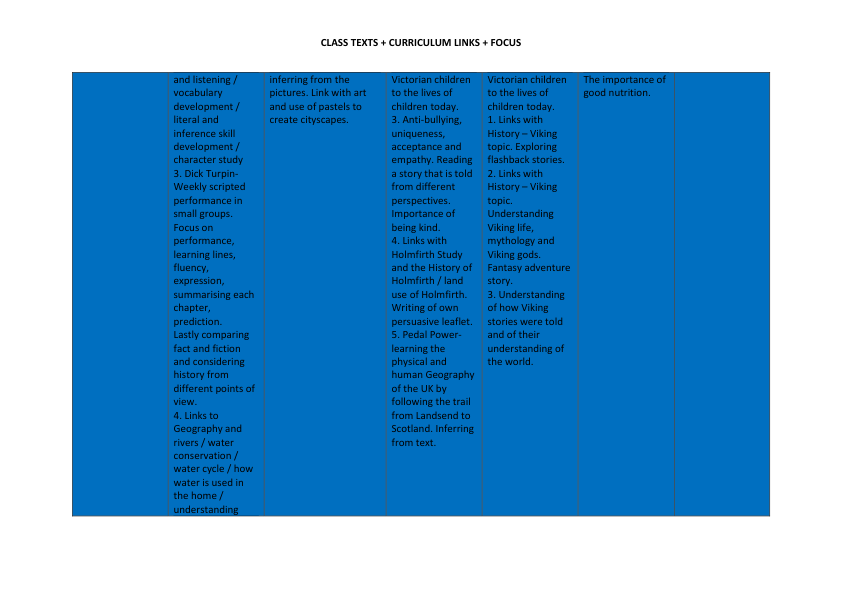 CLASS TEXTS + CURRICULUM LINKS + FOCUS
and listening /
vocabulary
development /
literal and
inference skill
development /
character study
3. Dick Turpin-
Weekly scripted
performance in
small groups.
Focus on
performance,
learning lines,
fluency,
expression,
summarising each
chapter,
prediction.
Lastly comparing
fact and fiction
and considering
history from
different points of
view.
4. Links to
Geography and
rivers / water
conservation /
water cycle / how
water is used in
the home /
understanding
inferring from the
pictures. Link with art
and use of pastels to
create cityscapes.
Victorian children
to the lives of
children today.
3. Anti-bullying,
uniqueness,
acceptance and
empathy. Reading
a story that is told
from different
perspectives.
Importance of
being kind.
4. Links with
Holmfirth Study
and the History of
Holmfirth / land
use of Holmfirth.
Writing of own
persuasive leaflet.
5. Pedal Power-
learning the
physical and
human Geography
of the UK by
following the trail
from Landsend to
Scotland. Inferring
from text.
Victorian children
to the lives of
children today.
1. Links with
History – Viking
topic. Exploring
flashback stories.
2. Links with
History – Viking
topic.
Understanding
Viking life,
mythology and
Viking gods.
Fantasy adventure
story.
3. Understanding
of how Viking
stories were told
and of their
understanding of
the world.
The importance of
good nutrition.